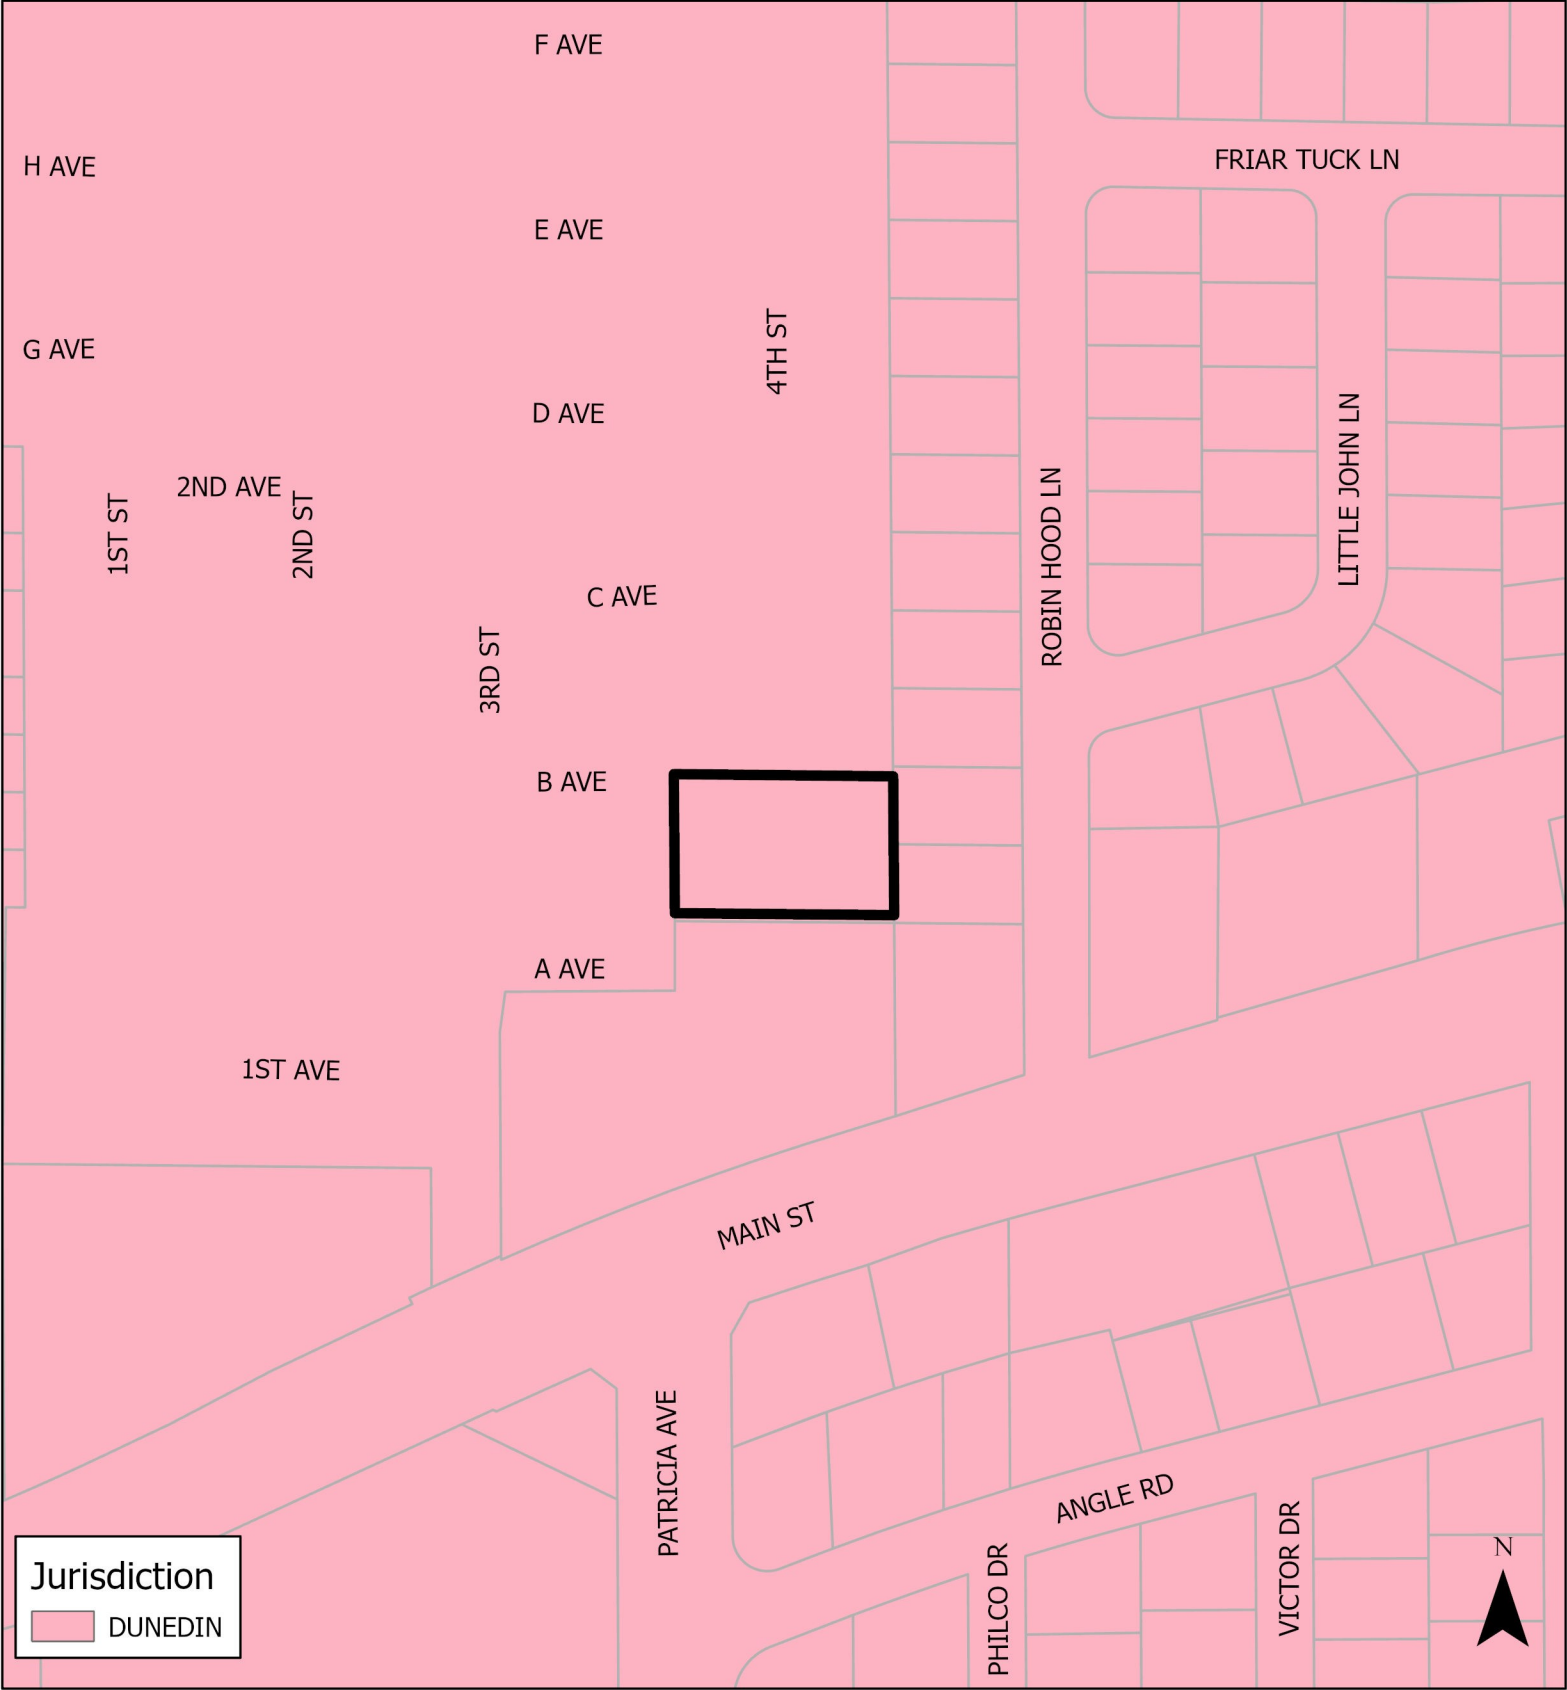 F AVE
H AVE
FRIAR TUCK LN
E AVE
G AVE
4TH ST
D AVE
LITTLE JOHN LN
2ND AVE
1ST ST
2ND ST
ROBIN HOOD LN
C AVE
3RD ST
B AVE
A AVE
1ST AVE
MAIN ST
PATRICIA AVE
ANGLE RD
VICTOR DR
PHILCO DR
N
Jurisdiction
DUNEDIN